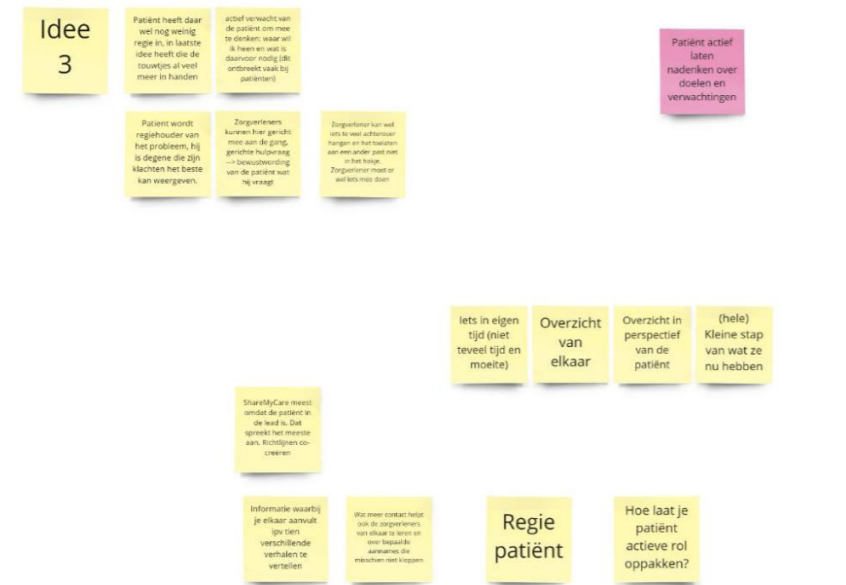 Idee
3
Patiënt heeft daar
wel nog weinig
regie in, in laatste
idee heeft die de
touwtjes al veel
meer in handen
actief verwacht van
de patiënt om mee
te denken: waar wil
ik heen en wat is
daarvoor nodig (dit
ontbreekt vaak bij
patiënten)
Patiënt actief
laten
nadenken over
doelen en
verwachtingen
Patient wordt
regiehouder van
het probleem, hij
is degene die zijn
klachten het beste
kan weergeven.
Zorgverleners
kunnen hier gericht
mee aan de gang,
gerichte hulpvraag
--> bewustwording
van de patiënt wat
hij vraagt
Zorgverlener kan wel
iets te veel achterover
hangen en het toelaten
aan een ander past niet
in het hokje.
Zorgverlener moet er
wel iets mee doen
Iets in eigen
tijd (niet
teveel tijd en
moeite)
Overzicht
van
elkaar
Overzicht in
perspectief
van de
patiënt
(hele)
Kleine stap
van wat ze
nu hebben
ShareMyCare meest
omdat de patiënt in
de lead is. Dat
spreekt het meeste
aan. Richtlijnen co-
creëren
Informatie waarbij
je elkaar aanvult
ipv tien
verschillende
verhalen te
vertellen
Wat meer contact helpt
ook de zorgverleners
van elkaar te leren en
over bepaalde
aannames die
misschien niet kloppen
Regie
patiënt
Hoe laat je
patiënt
actieve rol
oppakken?